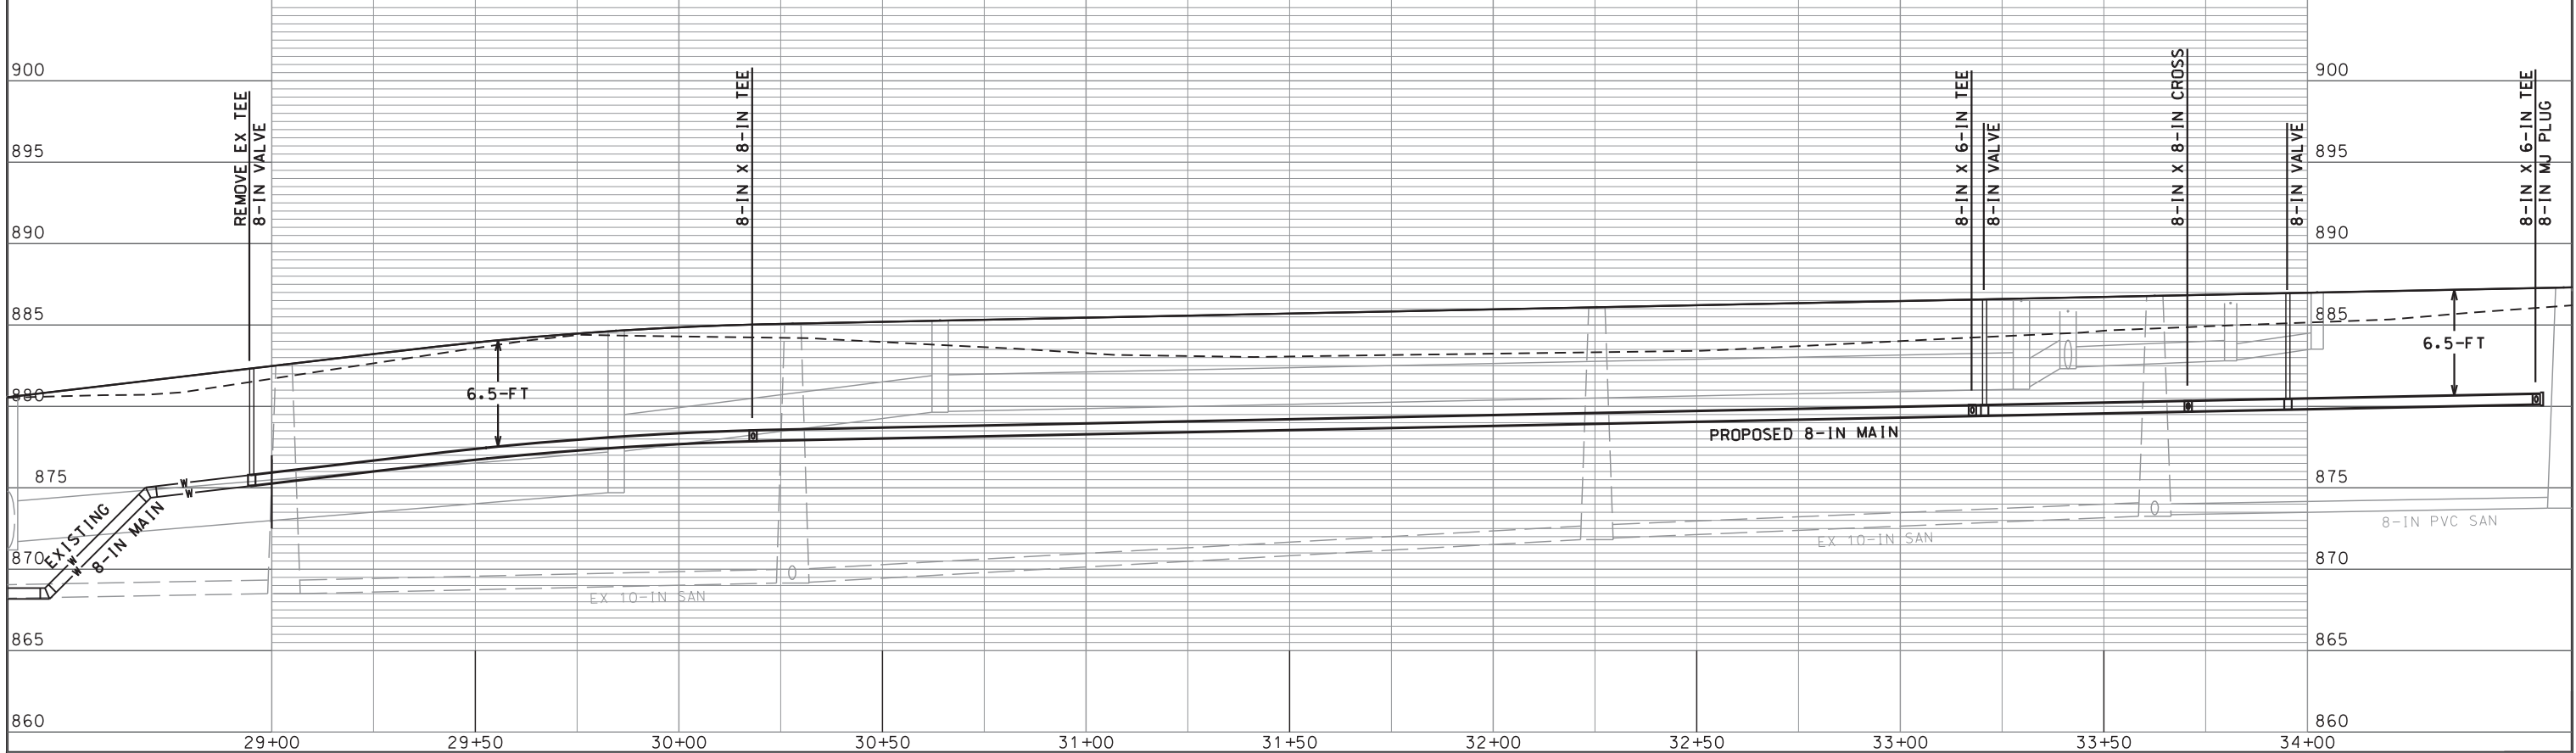 900
895
890
885
880
875
870
865
860
REMOVE EX TEE
8-IN VALVE
8-IN X 8-IN TEE
8-IN X 6-IN TEE
8-IN VALVE
8-IN X 8-IN CROSS
8-IN VALVE
8-IN X 6-IN TEE
8-IN MJ PLUG
900
895
890
885
875
870
865
860
6.5-FT
6.5-FT
W
W
EXISTING
8-IN MAIN
W
W
PROPOSED 8-IN MAIN
EX 10-IN SAN
EX 10-IN SAN
8-IN PVC SAN
29+00
29+50
30+00
30+50
31+00
31+50
32+00
32+50
33+00
33+50
34+00